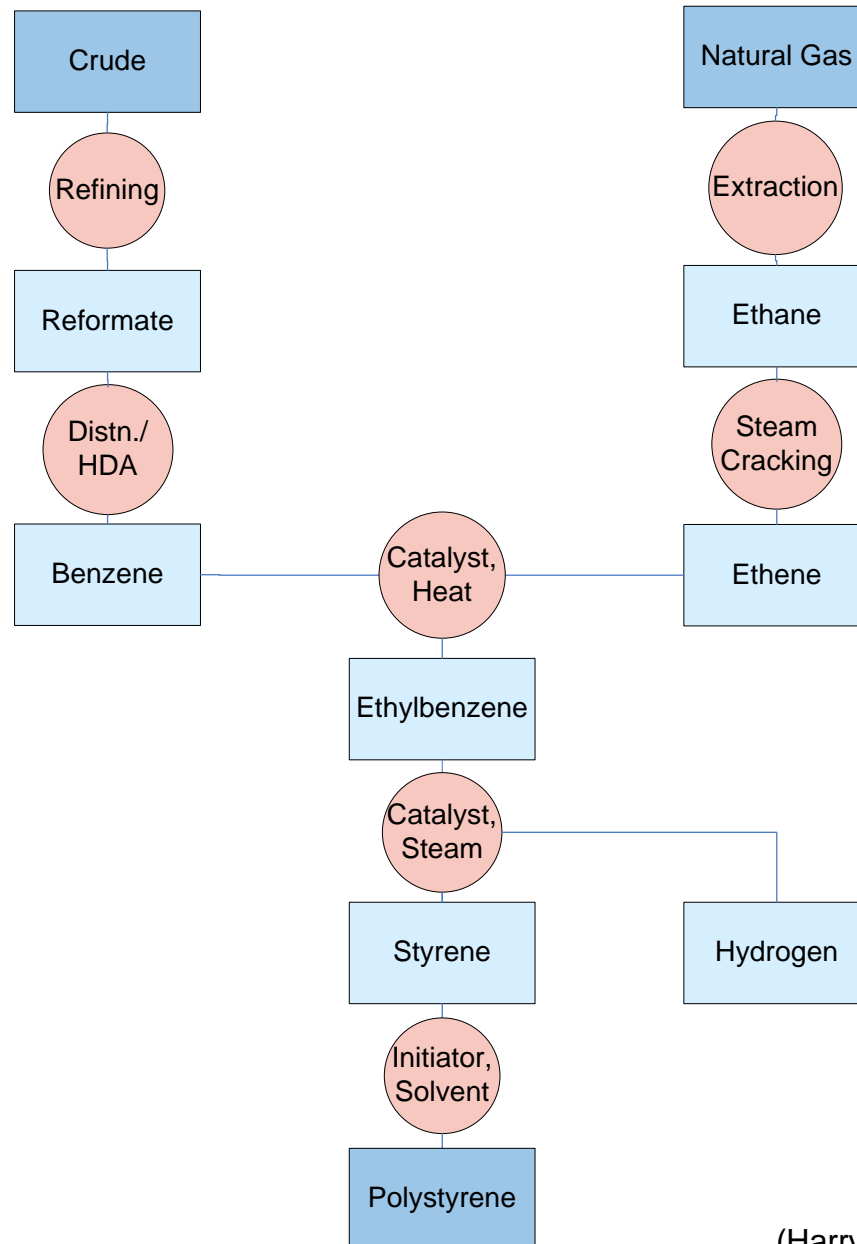 Crude
Natural Gas
Refining
Extraction
Reformate
Ethane
Distn./
HDA
Steam
Cracking
Benzene
Catalyst,
Heat
Ethene
Ethylbenzene
Catalyst,
Steam
Styrene
Hydrogen
Initiator,
Solvent
Polystyrene
(Harry